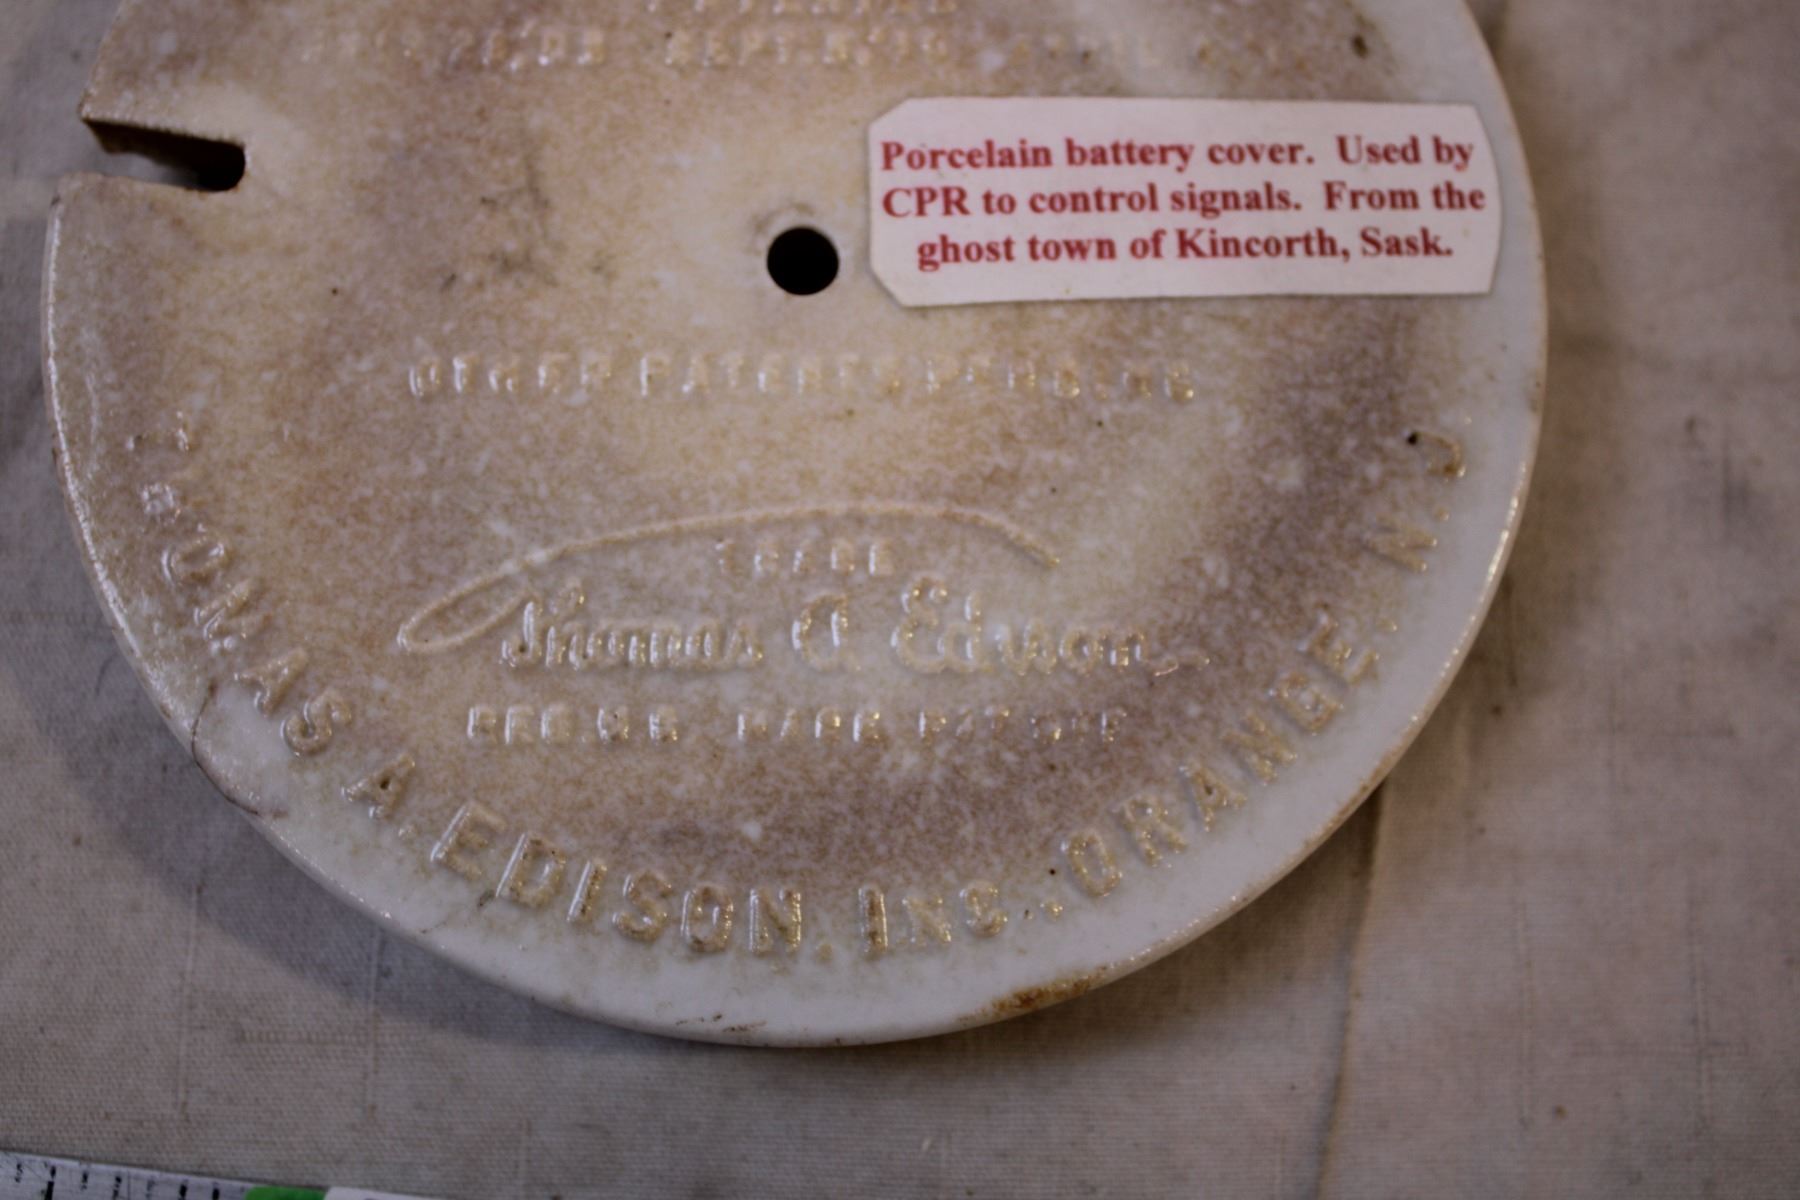 SEPT.
Porcelain battery cover. Used by
CPR to control signals. From the
ghost town of Kincorth, Sask.
OTHER PATENTS PENDING
TRADE
Thomas A Edison
REG. U.S. MARK PAT. OFF
THOMAS A. EDISON, INC., ORANGE, N.J.